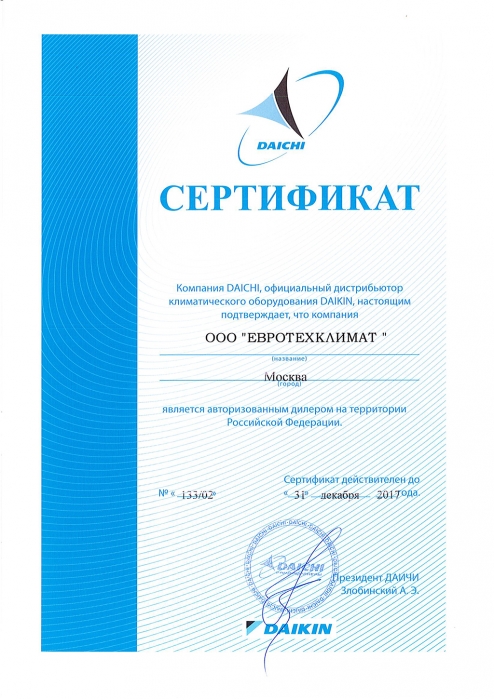 DAICHI
СЕРТИФИКАТ
Компания DAICHI, официальный дистрибьютор
климатического оборудования DAIKIN, настоящим
подтверждает, что компания
ООО "ЕВРОТЕХКЛИМАТ "
(название)
Москва
(город)
является авторизованным дилером на территории
Российской Федерации.
Сертификат действителен до
№ « 133/02» « 31» декабря 2017 года.
DAICHI
Президент ДАИЧИ
Злобинский А. Э.
DAIKIN